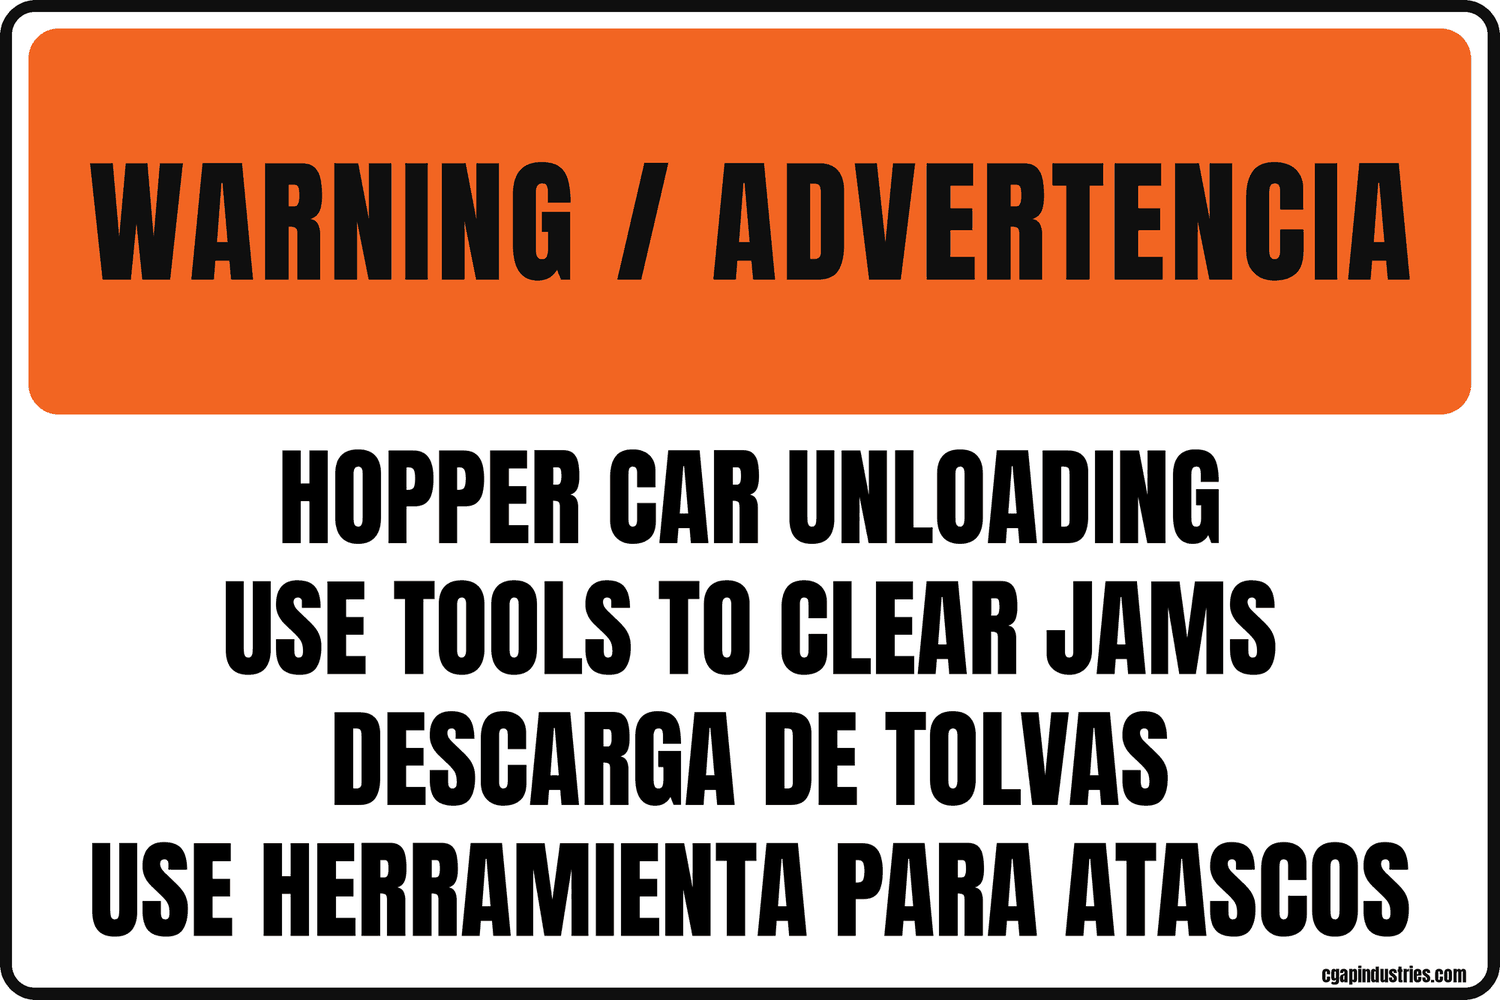 WARNING / ADVERTENCIA
HOPPER CAR UNLOADING
USE TOOLS TO CLEAR JAMS
DESCARGA DE TOLVAS
USE HERRAMIENTA PARA ATASCOS
cgapindustries.com